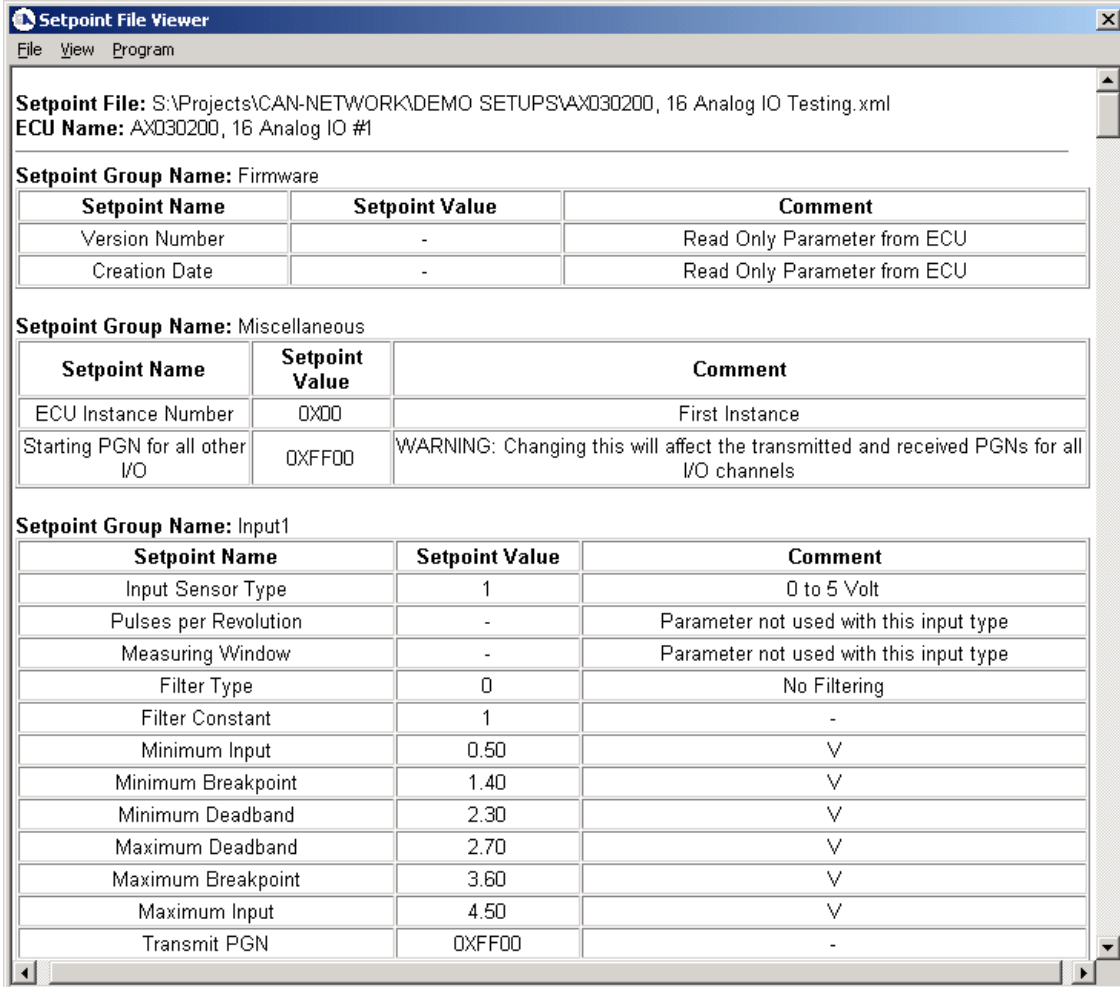 Setpoint File Viewer
File View Program
Setpoint File: S:\Projects\CAN-NETWORK\DEMO SETUPS\AX030200, 16 Analog IO Testing.xml
ECU Name: AX030200, 16 Analog IO #1
Setpoint Group Name: Firmware
Setpoint Name Setpoint Value Comment
Version Number - Read Only Parameter from ECU
Creation Date - Read Only Parameter from ECU
Setpoint Group Name: Miscellaneous
Setpoint Name Setpoint Value Comment
ECU Instance Number 0X00 First Instance
Starting PGN for all other I/O 0XFF00 WARNING: Changing this will affect the transmitted and received PGNs for all I/O channels
Setpoint Group Name: Input1
Setpoint Name Setpoint Value Comment
Input Sensor Type 1 0 to 5 Volt
Pulses per Revolution - Parameter not used with this input type
Measuring Window - Parameter not used with this input type
Filter Type 0 No Filtering
Filter Constant 1 -
Minimum Input 0.50 V
Minimum Breakpoint 1.40 V
Minimum Deadband 2.30 V
Maximum Deadband 2.70 V
Maximum Breakpoint 3.60 V
Maximum Input 4.50 V
Transmit PGN 0XFF00 -